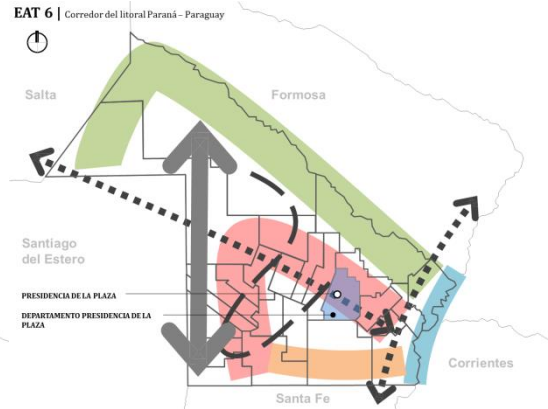 EAT 6 | Corredor del litoral Paraná – Paraguay
Salta
Formosa
Santiago
del Estero
PRESIDENCIA DE LA PLAZA
DEPARTAMENTO PRESIDENCIA DE LA
PLAZA
Corrientes
Santa Fe